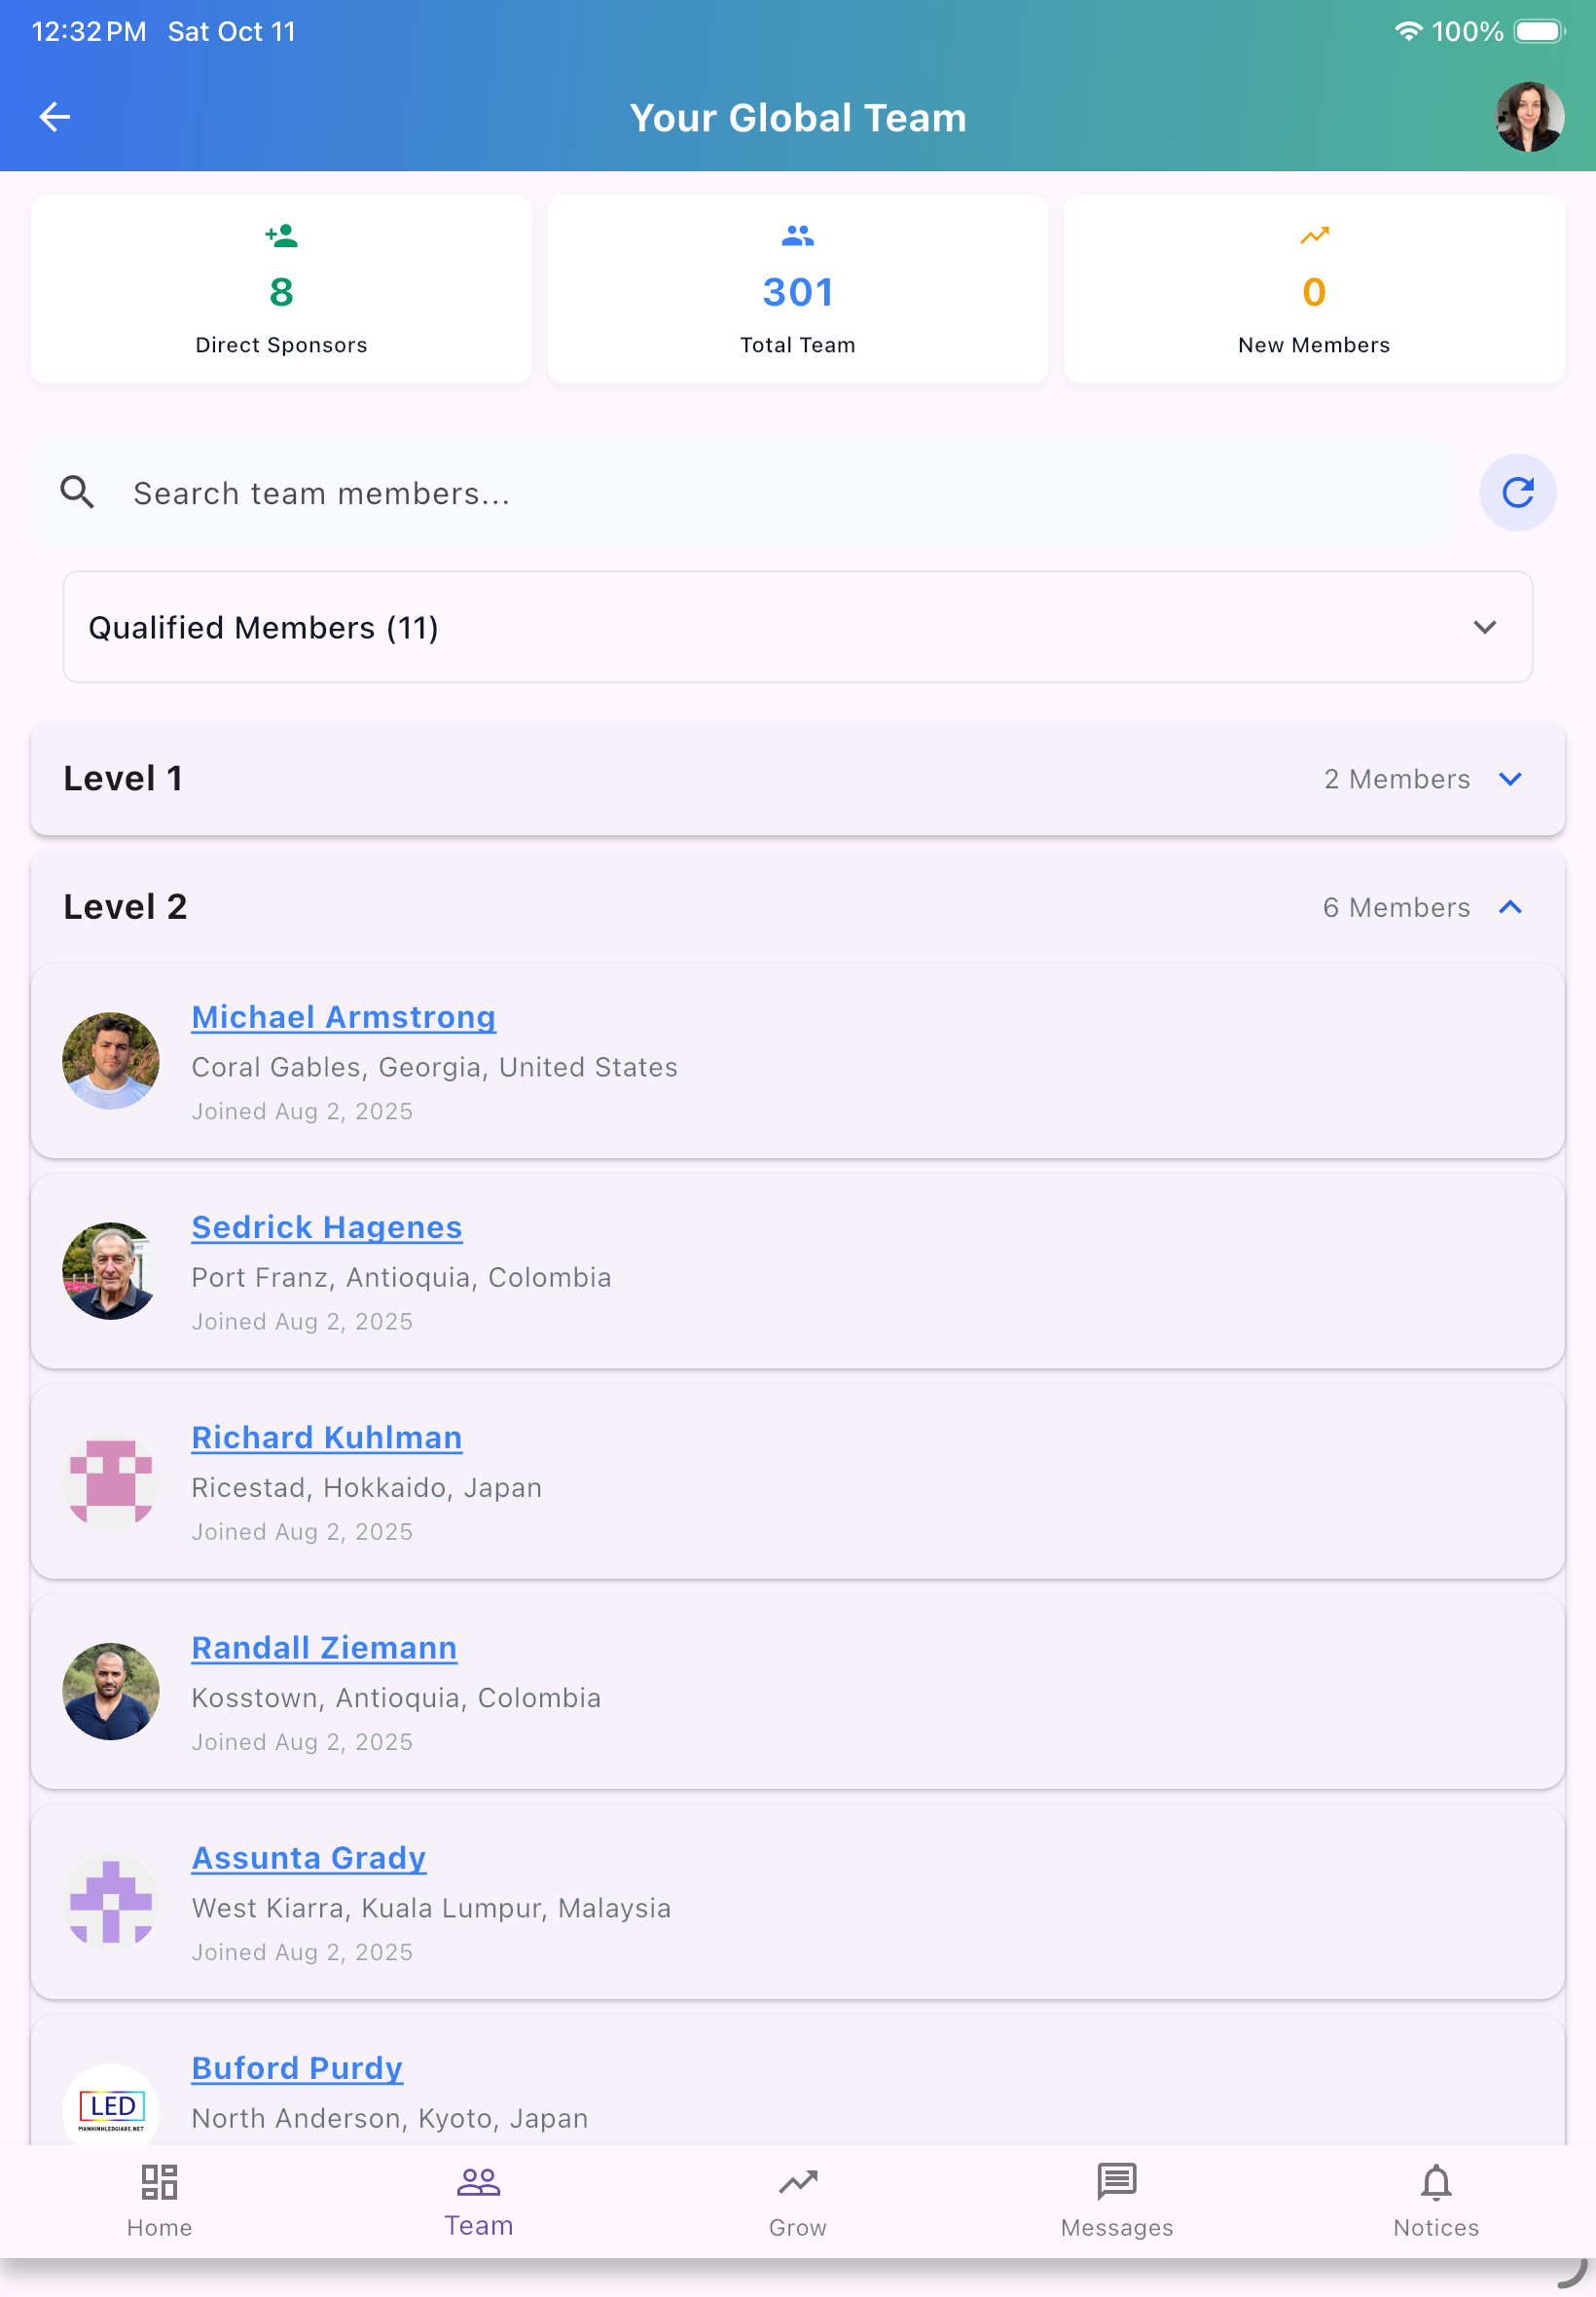 12:32 PM Sat Oct 11
100%
Your Global Team
8
Direct Sponsors
301
Total Team
0
New Members
Search team members...
Qualified Members (11)
Level 1
2 Members
Level 2
6 Members
Michael Armstrong
Coral Gables, Georgia, United States
Joined Aug 2, 2025
Sedrick Hagenes
Port Franz, Antioquia, Colombia
Joined Aug 2, 2025
Richard Kuhlman
Ricestad, Hokkaido, Japan
Joined Aug 2, 2025
Randall Ziemann
Kosstown, Antioquia, Colombia
Joined Aug 2, 2025
Assunta Grady
West Kiarra, Kuala Lumpur, Malaysia
Joined Aug 2, 2025
LED
MANHINHLEDGIARE.NET
Buford Purdy
North Anderson, Kyoto, Japan
Home
Team
Grow
Messages
Notices